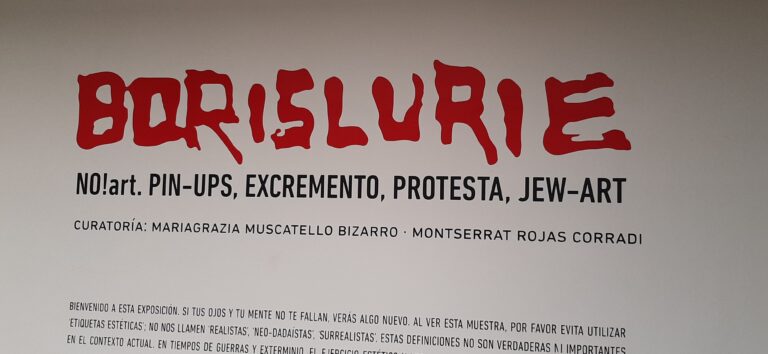 BORISLURIE
NO!art. PIN-UPS, EXCREMENTO, PROTESTA, JEW-ART
CURATORÍA: MARIAGRAZIA MUSCATELLO BIZARRO · MONTSERRAT ROJAS CORRADI
BIENVENIDO A ESTA EXPOSICIÓN. SI TUS OJOS Y TU MENTE NO TE FALLAN, VERÁS ALGO NUEVO. AL VER ESTA MUESTRA, POR FAVOR EVITA UTILIZAR
'ETIQUETAS ESTÉTICAS'; NO NOS LLAMEN 'REALISTAS', 'NEO-DADAÍSTAS', 'SURREALISTAS'. ESTAS DEFINICIONES NO SON VERDADERAS NI IMPORTANTES
EN EL CONTEXTO ACTUAL. EN TIEMPOS DE GUERRAS Y EXTERMINIO, EL EJERCICIO ESTÉTICO